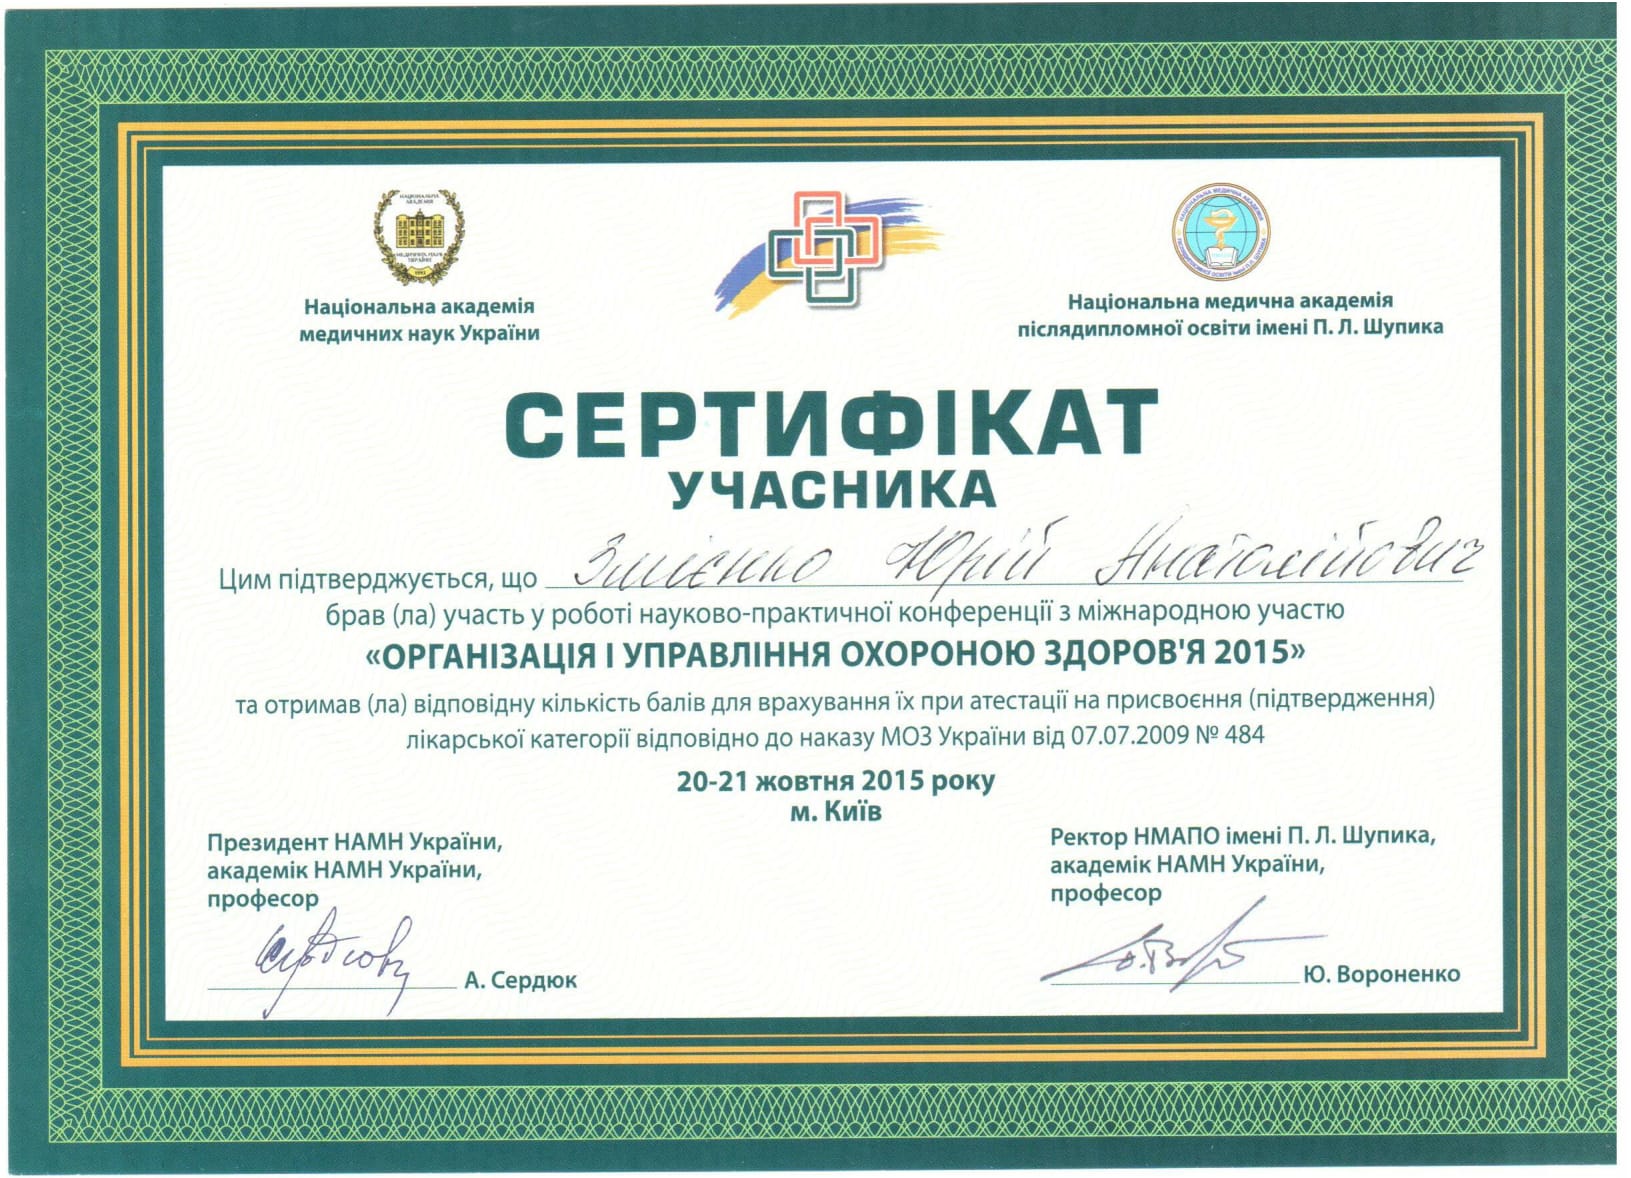 НАЦІОНАЛЬНА
АКАДЕМІЯ
МЕДИЧНИХ НАУК
УКРАЇНИ
1993
Національна академія
медичних наук України
НАЦІОНАЛЬНА МЕДИЧНА АКАДЕМІЯ
ПІСЛЯДИПЛОМНОЇ ОСВІТИ імені П.Л. ШУПИКА
Національна медична академія
післядипломної освіти імені П. Л. Шупика
СЕРТИФІКАТ
УЧАСНИКА
Цим підтверджується, що Змієнко Юрій Анатолійович
брав (ла) участь у роботі науково-практичної конференції з міжнародною участю
«ОРГАНІЗАЦІЯ І УПРАВЛІННЯ ОХОРОНОЮ ЗДОРОВ'Я 2015»
та отримав (ла) відповідну кількість балів для врахування їх при атестації на присвоєння (підтвердження)
лікарської категорії відповідно до наказу МОЗ України від 07.07.2009 № 484
20-21 жовтня 2015 року
м. Київ
Президент НАМН України,
академік НАМН України,
професор
А. Сердюк
Ректор НМАПО імені П. Л. Шупика,
академік НАМН України,
професор
Ю. Вороненко